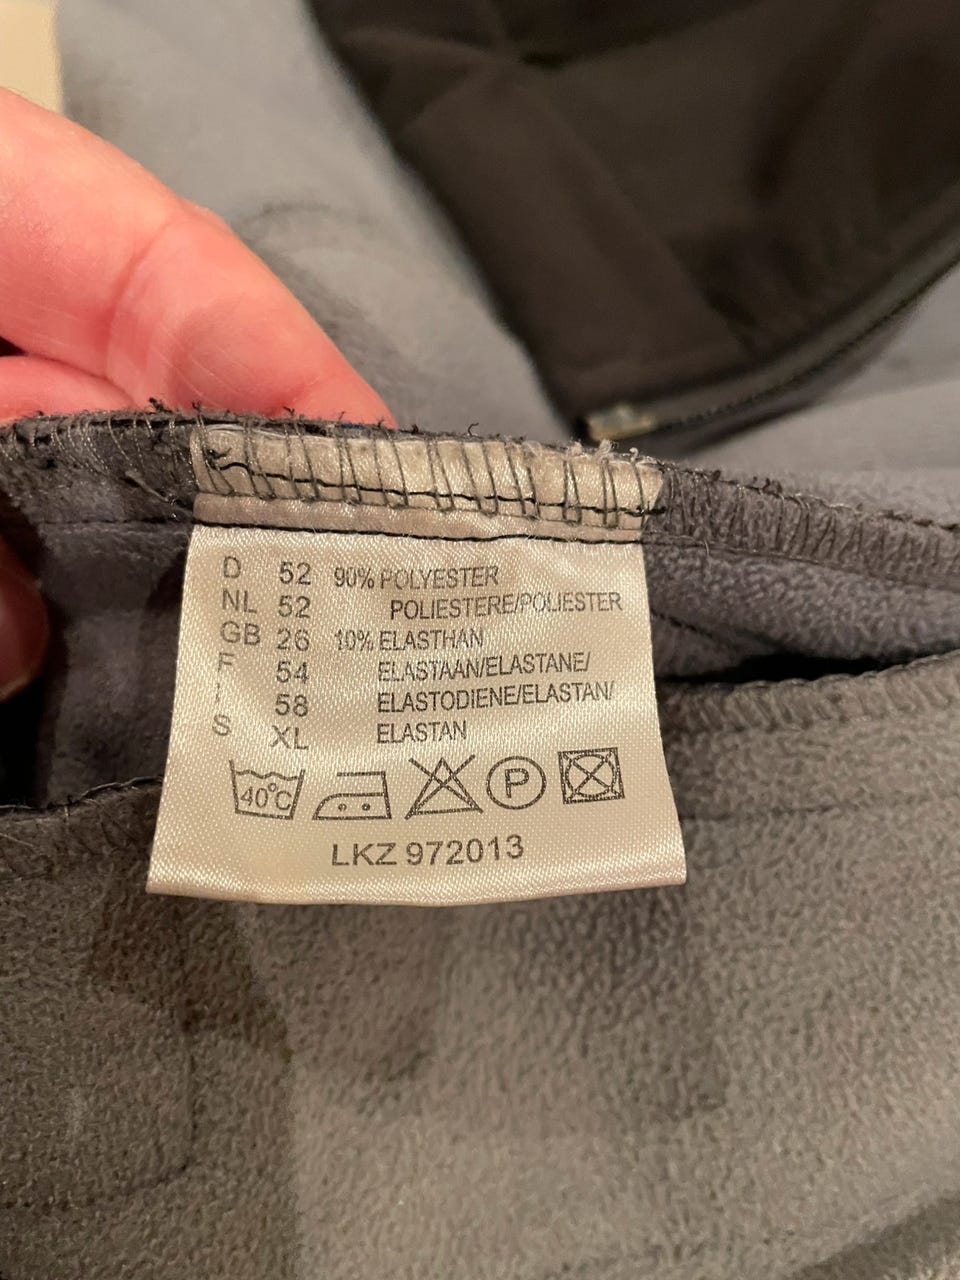 D 52 90% POLYESTER
NL 52 POLIESTERE/POLIESTER
GB 26 10% ELASTHAN
F 54 ELASTAAN/ELASTANE/
I 58 ELASTODIENE/ELASTAN/
S XL ELASTAN
40°C P
LKZ 972013